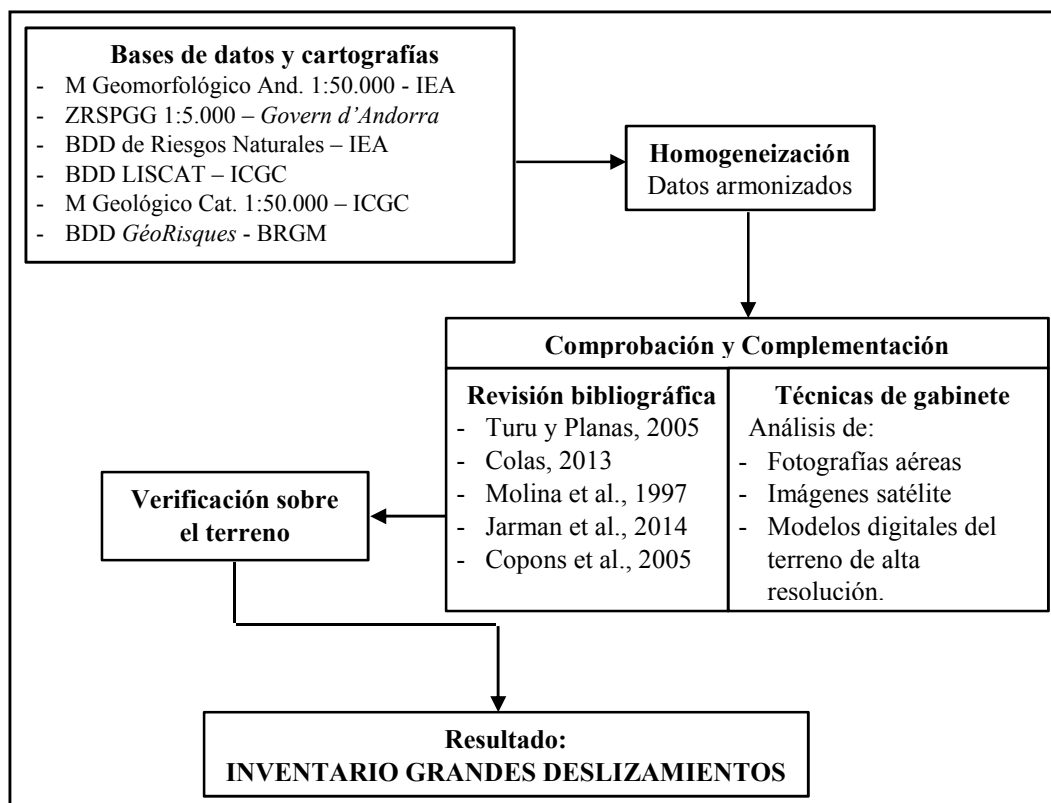 Bases de datos y cartografías
- M Geomorfológico And. 1:50.000 - IEA
- ZRSPGG 1:5.000 – Govern d’Andorra
- BDD de Riesgos Naturales – IEA
- BDD LISCAT – ICGC
- M Geológico Cat. 1:50.000 – ICGC
- BDD GéoRisques - BRGM
Homogeneización
Datos armonizados
Comprobación y Complementación
Revisión bibliográfica
- Turu y Planas, 2005
- Colas, 2013
- Molina et al., 1997
- Jarman et al., 2014
- Copons et al., 2005
Técnicas de gabinete
Análisis de:
- Fotografías aéreas
- Imágenes satélite
- Modelos digitales del
terreno de alta
resolución.
Verificación sobre
el terreno
Resultado:
INVENTARIO GRANDES DESLIZAMIENTOS